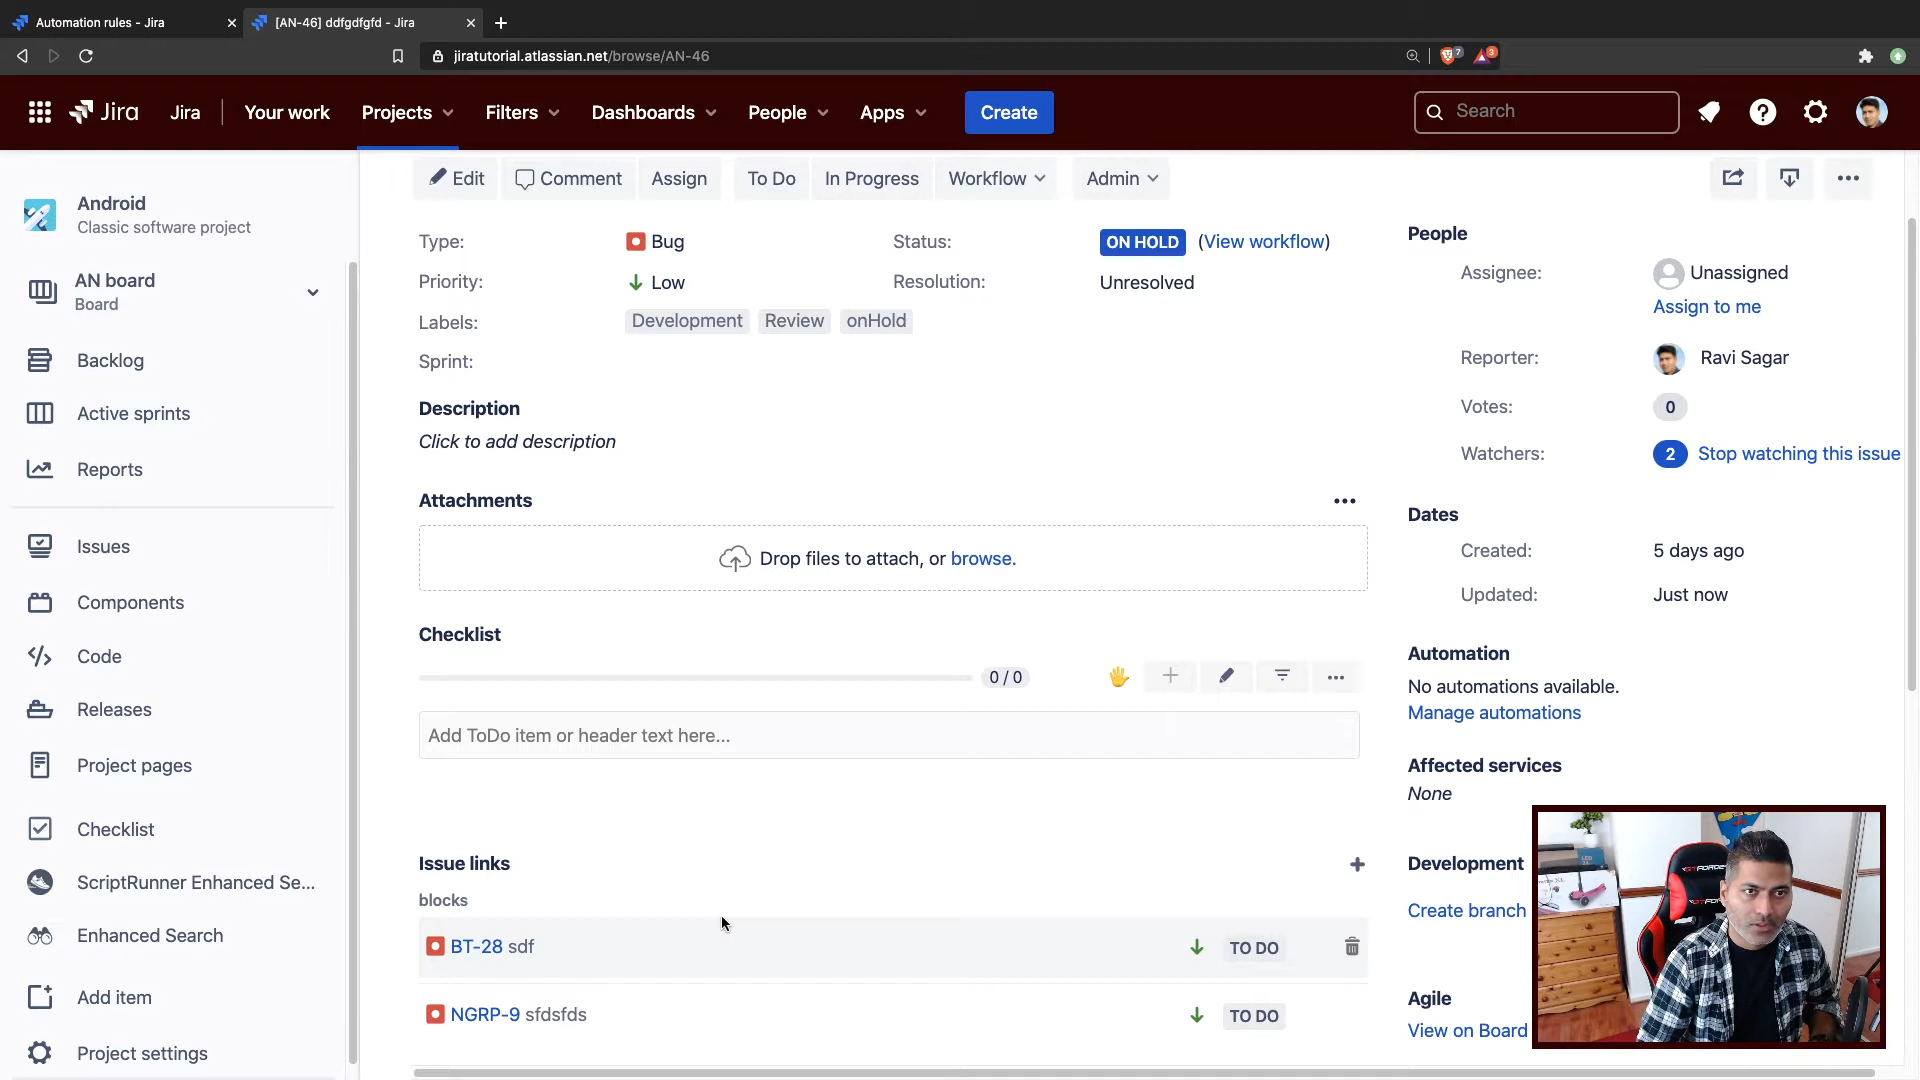 Automation rules - Jira
[AN-46] ddfgdfgfd - Jira
jiratutorial.atlassian.net/browse/AN-46
7
3
Jira
Jira
Your work
Projects
Filters
Dashboards
People
Apps
Create
Search
Android
Classic software project
AN board
Board
Backlog
Active sprints
Reports
Issues
Components
Code
Releases
Project pages
Checklist
ScriptRunner Enhanced Se...
Enhanced Search
Add item
Project settings
Edit
Comment
Assign
To Do
In Progress
Workflow
Admin
Type:
Bug
Status:
ON HOLD
(View workflow)
Priority:
Low
Resolution:
Unresolved
Labels:
Development
Review
onHold
Sprint:
Description
Click to add description
Attachments
Drop files to attach, or browse.
Checklist
0 / 0
Add ToDo item or header text here...
Issue links
blocks
BT-28 sdf
TO DO
NGRP-9 sfdsfds
TO DO
People
Assignee:
Unassigned
Assign to me
Reporter:
Ravi Sagar
Votes:
0
Watchers:
2
Stop watching this issue
Dates
Created:
5 days ago
Updated:
Just now
Automation
No automations available.
Manage automations
Affected services
None
Development
Create branch
Agile
View on Board